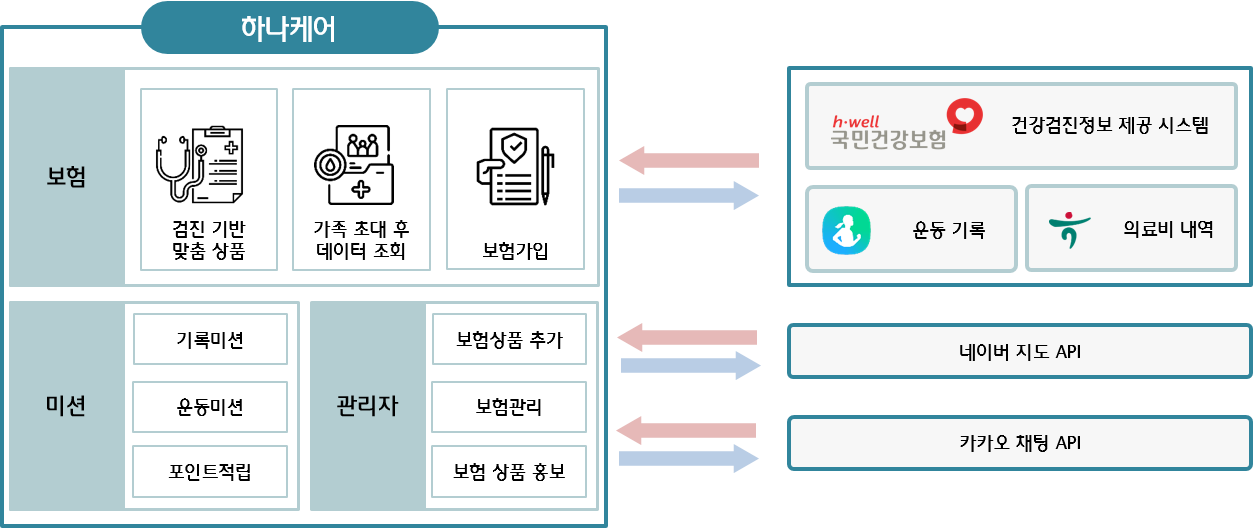 하나케어
보험
검진 기반
맞춤 상품
가족 초대 후
데이터 조회
보험가입
미션
기록미션
운동미션
포인트적립
관리자
보험상품 추가
보험관리
보험 상품 홍보
h·well
국민건강보험
건강검진정보 제공 시스템
운동 기록
의료비 내역
네이버 지도 API
카카오 채팅 API